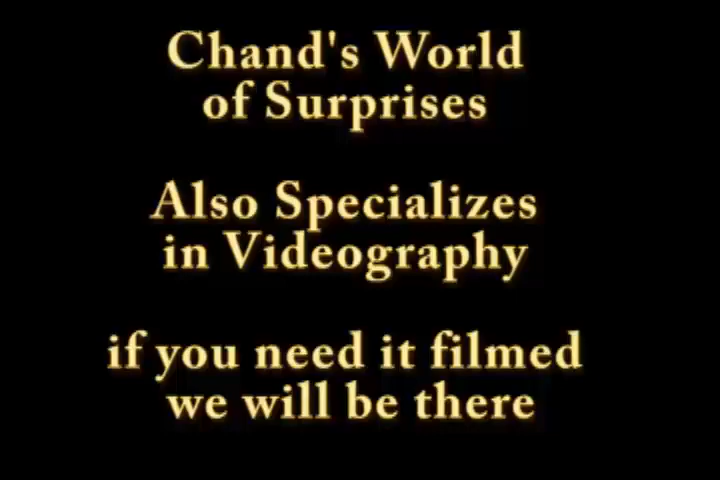 Chand's World
of Surprises
Also Specializes
in Videography
if you need it filmed
we will be there